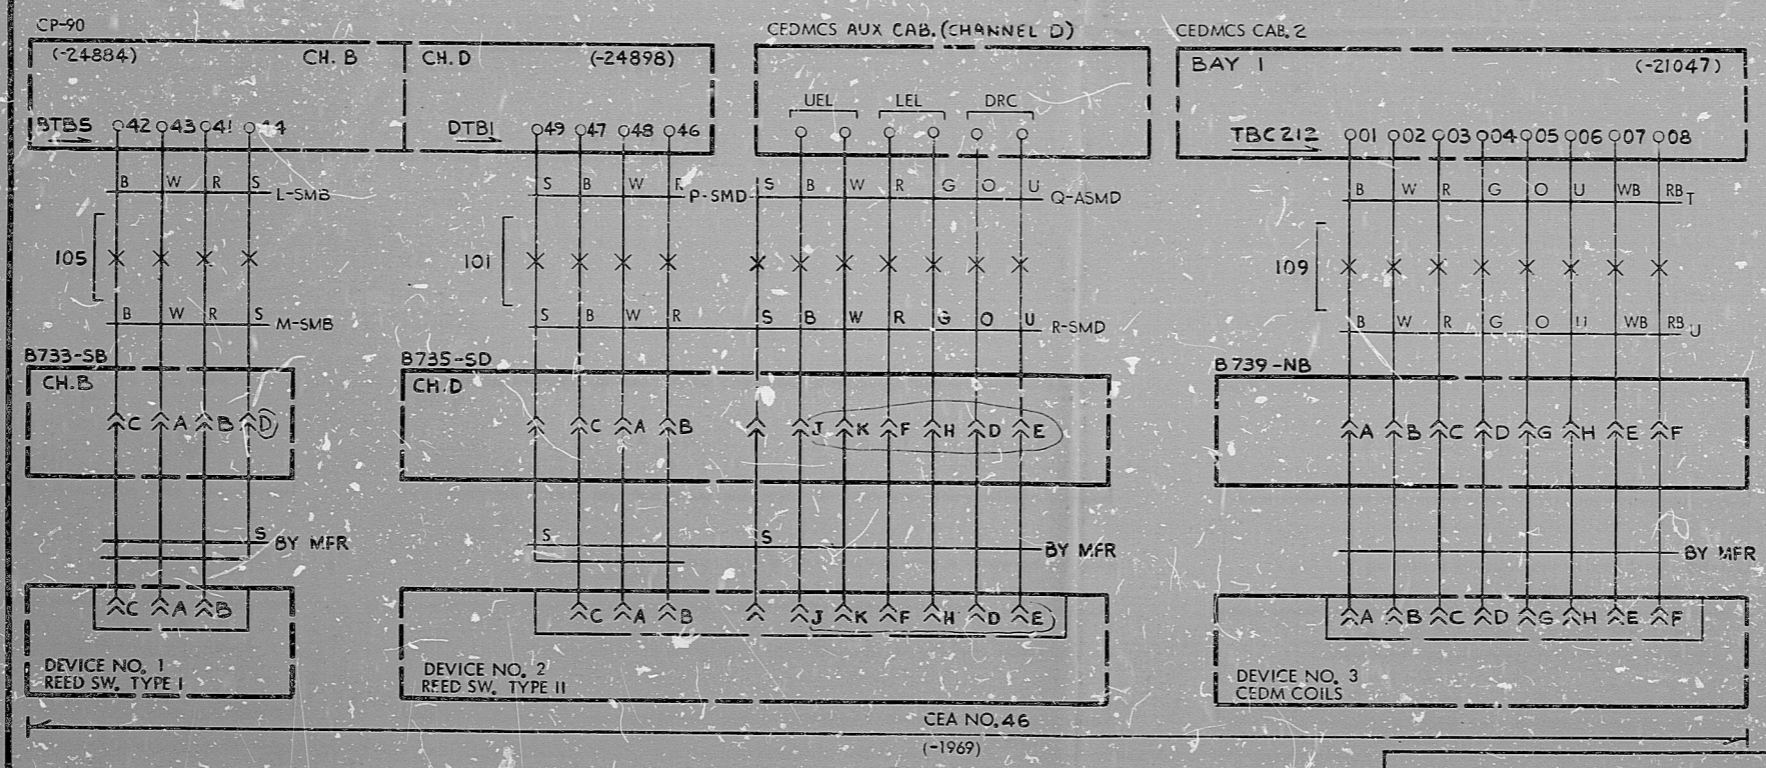 CP-90
CEDMCS AUX CAB. (CHANNEL D)
CEDMCS CAB. 2
(-24884) CH. B CH. D (-24898)
BAY 1 (-21047)
UEL LEL DRC
BTB5 42 43 41 44
DTB1 49 47 48 46
TBC212 01 02 03 04 05 06 07 08
B W R S L-SMB
S B W R P-SMD S B W R G O U Q-ASMD
B W R G O U WB RB T
105
101
109
B W R S M-SMB
S B W R S B W R G O U R-SMD
B W R G O U WB RB U
B733-SB
B735-SD
B739-NB
CH.B
CH.D
C A B D
C A B J K F H D E
A B C D G H E F
S BY MFR
S S BY MFR
BY MFR
C A B
C A B J K F H D E
A B C D G H E F
DEVICE NO. 1
REED SW. TYPE I
DEVICE NO. 2
REED SW. TYPE II
DEVICE NO. 3
CEDM COILS
CEA NO. 46
(-1969)